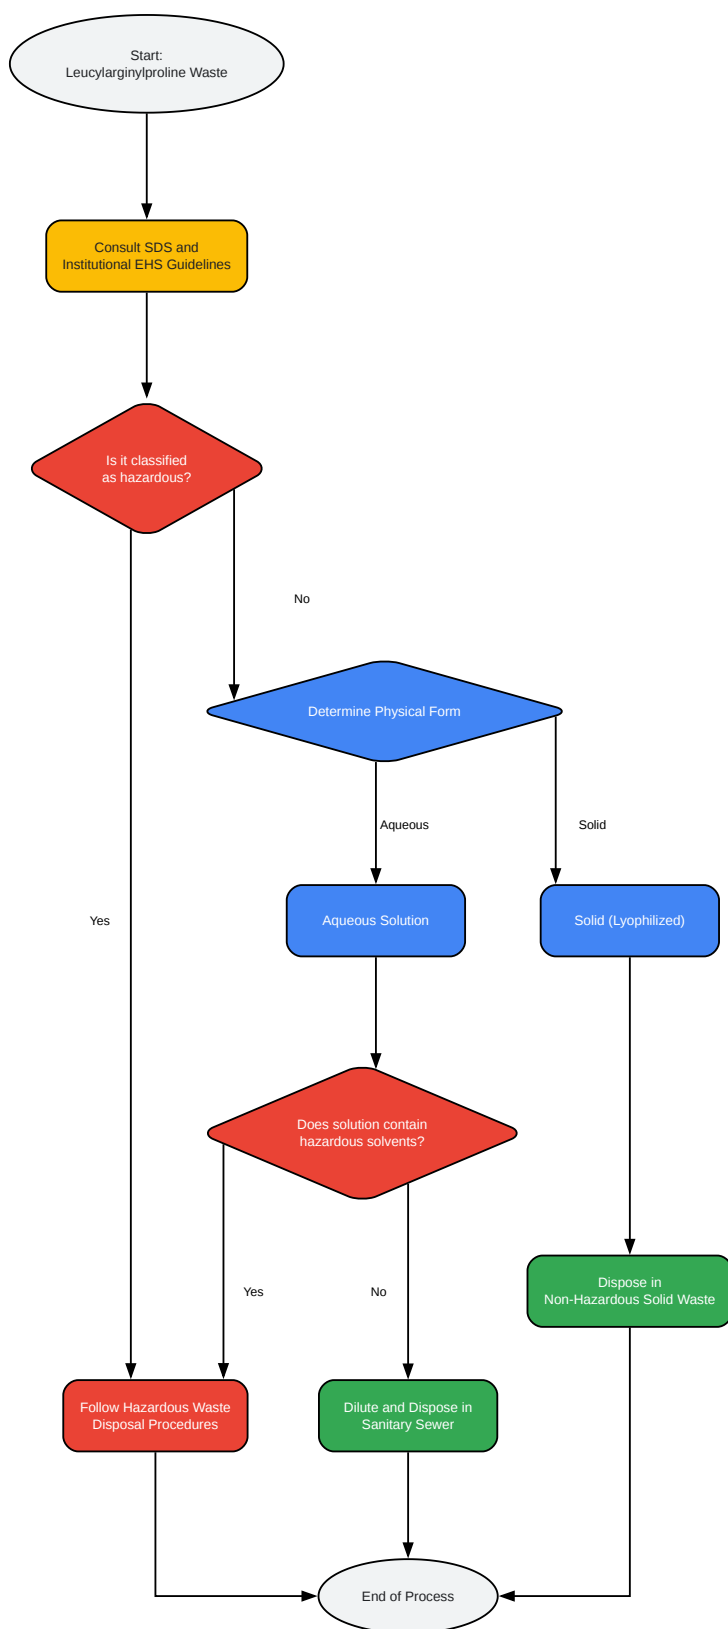 Start:
Leucylarginylproline Waste
Consult SDS and
Institutional EHS Guidelines
Is it classified
as hazardous?
No
Determine Physical Form
Aqueous
Solid
Yes
Aqueous Solution
Solid (Lyophilized)
Does solution contain
hazardous solvents?
Yes
No
Dispose in
Non-Hazardous Solid Waste
Follow Hazardous Waste
Disposal Procedures
Dilute and Dispose in
Sanitary Sewer
End of Process